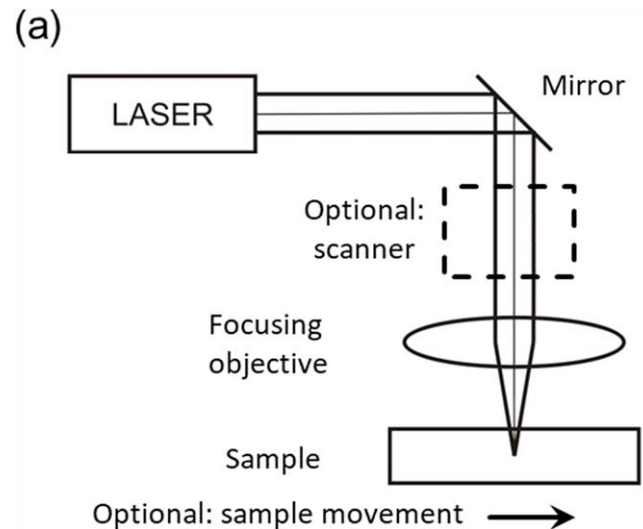 (a)
LASER
Mirror
Optional:
scanner
Focusing
objective
Sample
Optional: sample movement